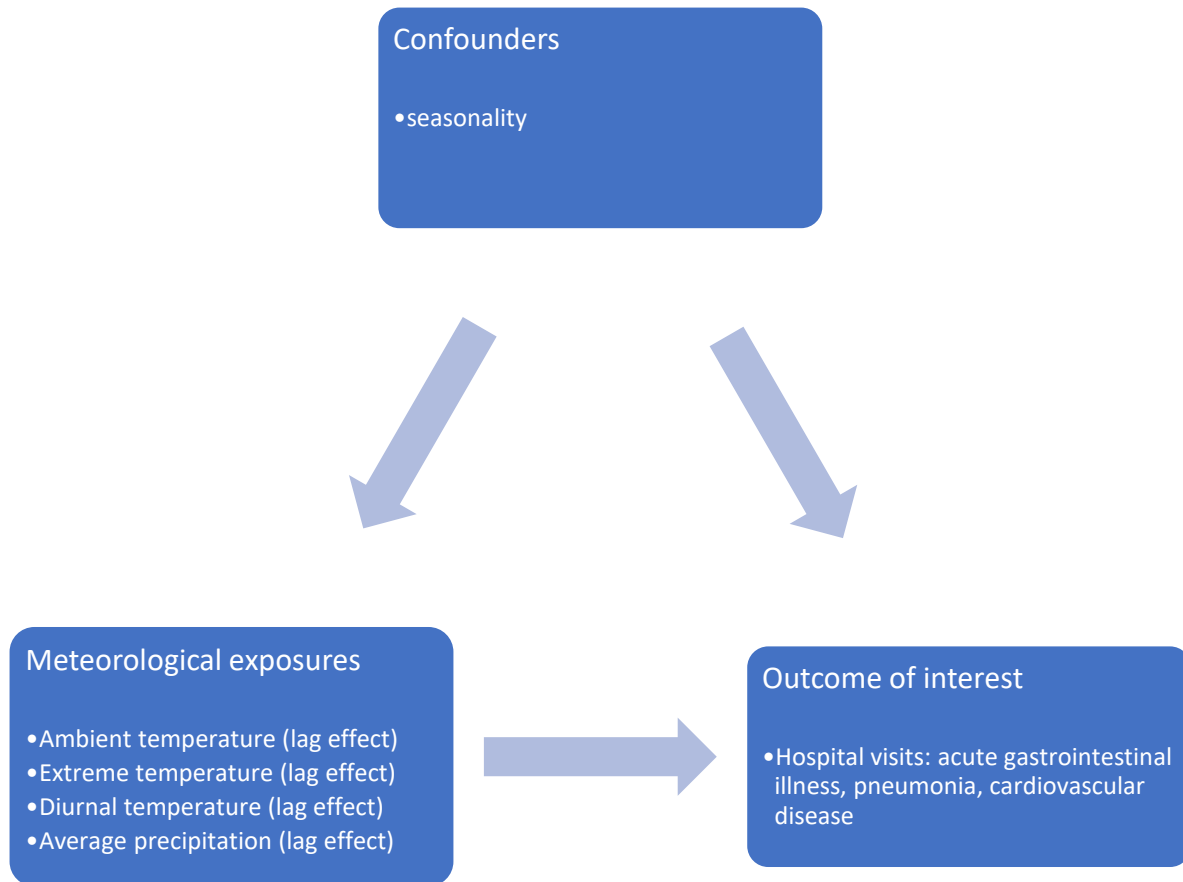 Confounders
•seasonality
Meteorological exposures
•Ambient temperature (lag effect)
•Extreme temperature (lag effect)
•Diurnal temperature (lag effect)
•Average precipitation (lag effect)
Outcome of interest
•Hospital visits: acute gastrointestinal
illness, pneumonia, cardiovascular
disease